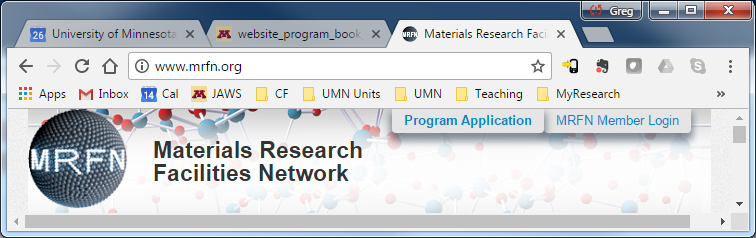 Greg
26 University of Minnesota
website_program_book
Materials Research Faci
www.mrfn.org
Apps
Inbox
14 Cal
JAWS
CF
UMN Units
UMN
Teaching
MyResearch
»
Program Application
MRFN Member Login
MRFN
Materials Research
Facilities Network